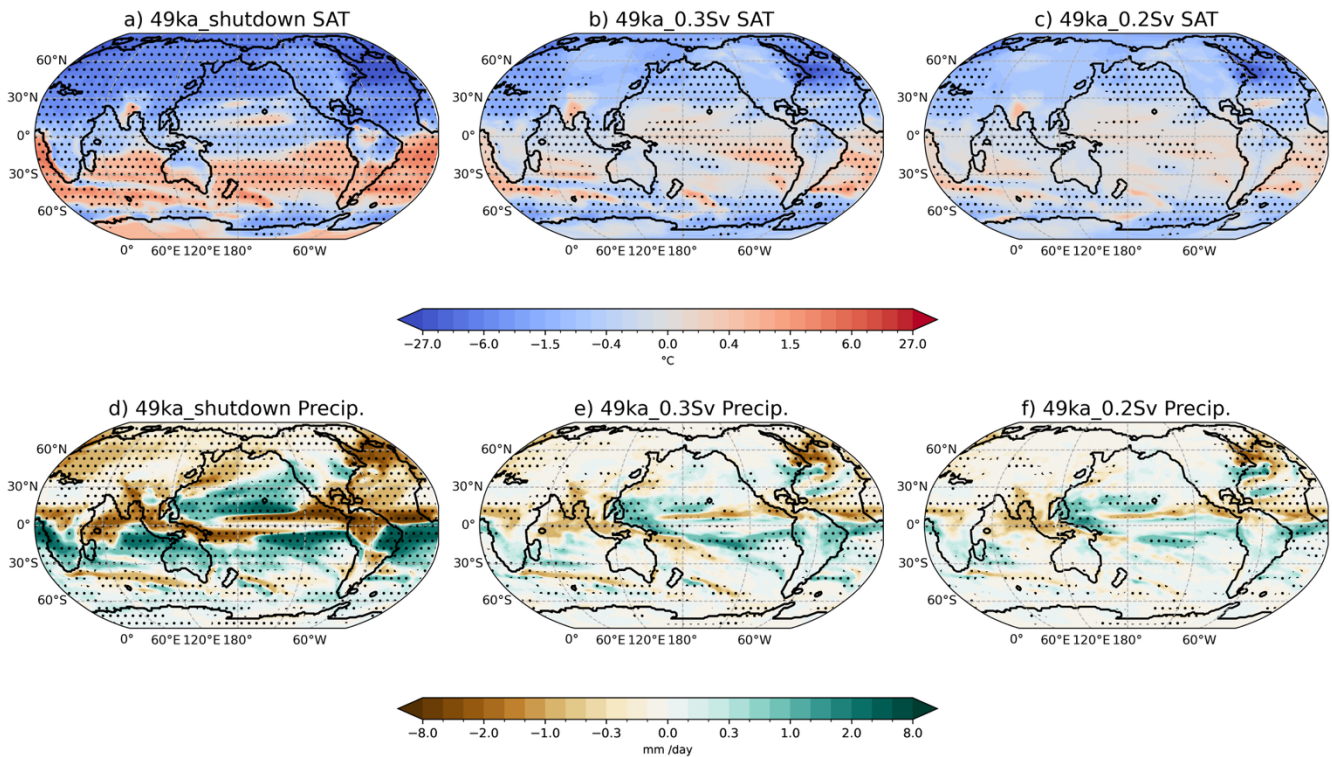 a) 49ka_shutdown SAT
b) 49ka_0.3Sv SAT
c) 49ka_0.2Sv SAT
60°N
60°N
60°N
30°N
30°N
30°N
0°
0°
0°
30°S
30°S
30°S
60°S
60°S
60°S
0° 60°E 120°E 180° 60°W
0° 60°E 120°E 180° 60°W
0° 60°E 120°E 180° 60°W
−27.0 −6.0 −1.5 −0.4 0.0 0.4 1.5 6.0 27.0
°C
d) 49ka_shutdown Precip.
e) 49ka_0.3Sv Precip.
f) 49ka_0.2Sv Precip.
60°N
60°N
60°N
30°N
30°N
30°N
0°
0°
0°
30°S
30°S
30°S
60°S
60°S
60°S
0° 60°E 120°E 180° 60°W
0° 60°E 120°E 180° 60°W
0° 60°E 120°E 180° 60°W
−8.0 −2.0 −1.0 −0.3 0.0 0.3 1.0 2.0 8.0
mm /day